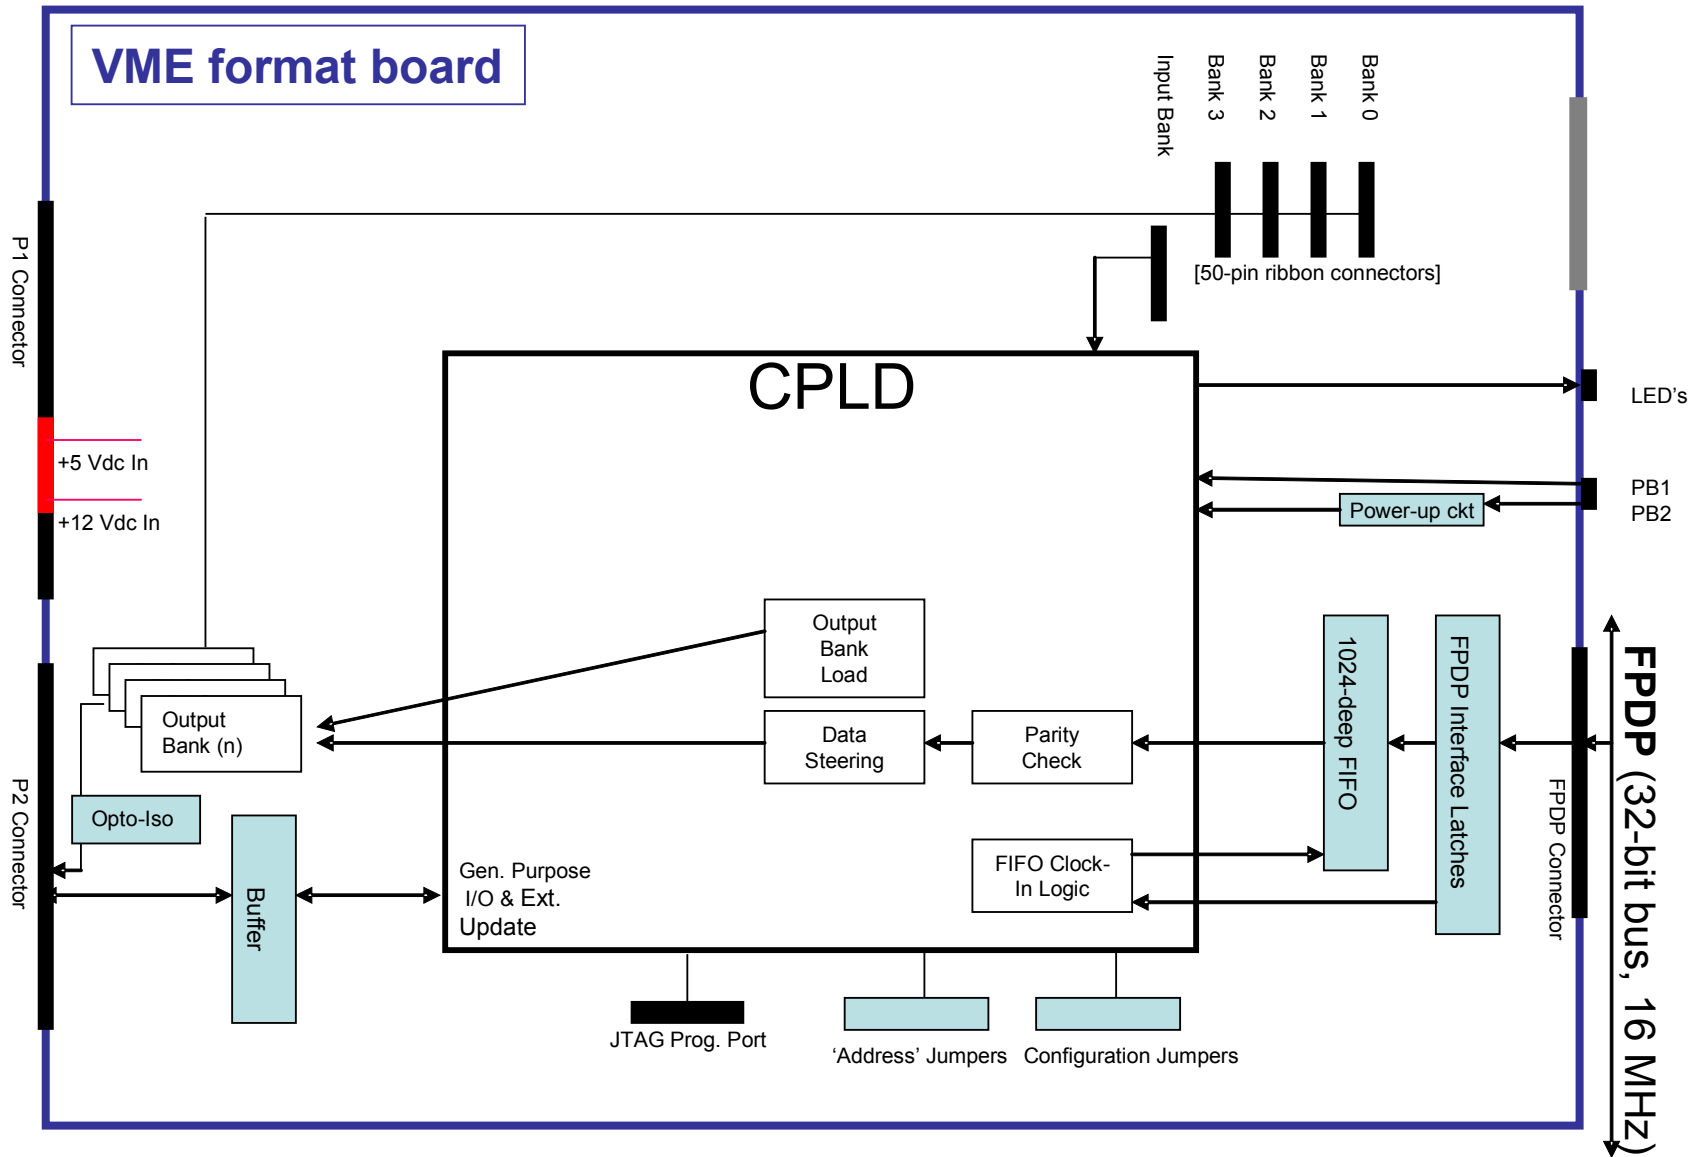 VME format board
Input Bank
Bank 3
Bank 2
Bank 1
Bank 0
[50-pin ribbon connectors]
P1 Connector
CPLD
LED's
+5 Vdc In
+12 Vdc In
PB1
PB2
Power-up ckt
Output
Bank
Load
Output
Bank (n)
Data
Steering
Parity
Check
1024-deep FIFO
FPDP Interface Latches
FPDP Connector
FPDP (32-bit bus, 16 MHz)
P2 Connector
Opto-Iso
Buffer
Gen. Purpose
I/O & Ext.
Update
FIFO Clock-
In Logic
JTAG Prog. Port
‘Address’ Jumpers
Configuration Jumpers